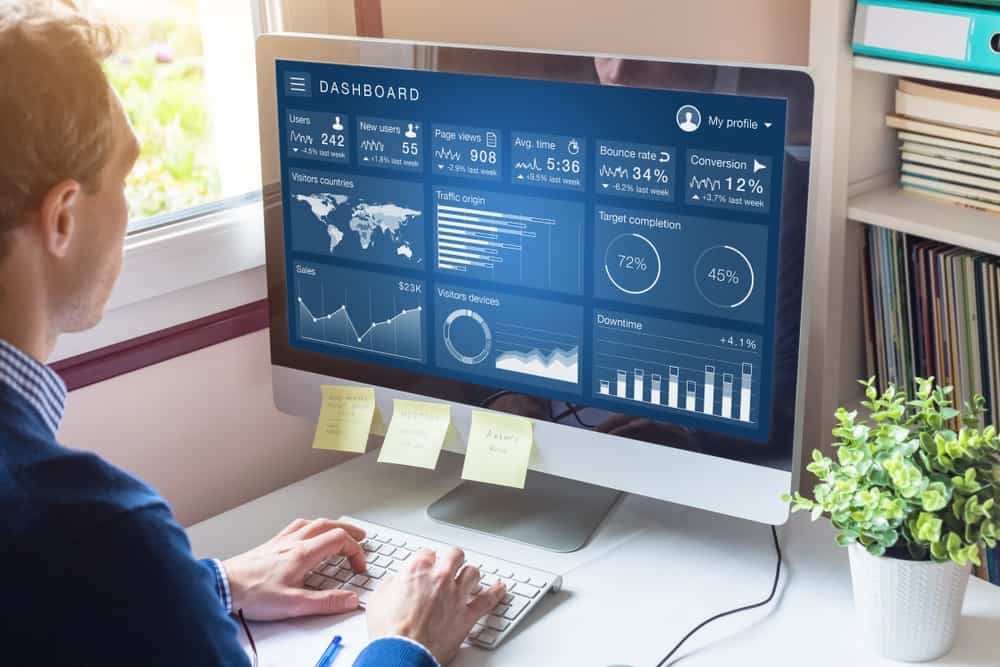 DASHBOARD
My profile
Users
242
-4.5% last week
New users
55
+1.8% last week
Page views
908
-2.9% last week
Avg. time
5:36
+9.5% last week
Bounce rate
34%
-6.2% last week
Conversion
12%
+3.7% last week
Visitors countries
Traffic origin
Target completion
72%
45%
Sales
$23K
Visitors devices
Downtime
+4.1%